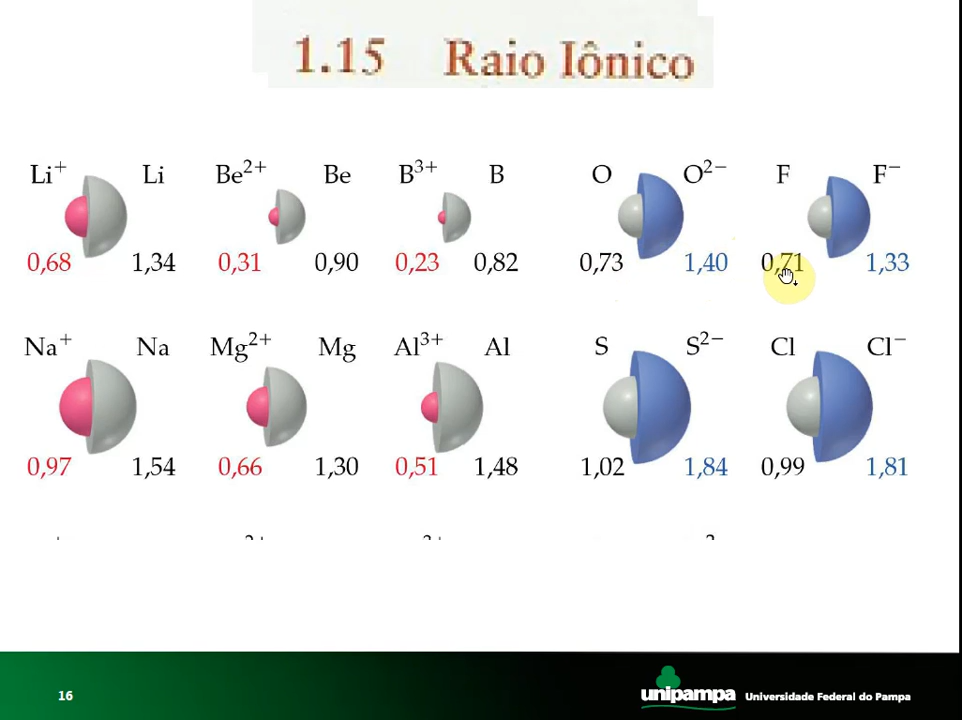 1.15 Raio Iônico
Li⁺ Li Be²⁺ Be B³⁺ B O O²⁻ F F⁻
0,68 1,34 0,31 0,90 0,23 0,82 0,73 1,40 0,71 1,33
Na⁺ Na Mg²⁺ Mg Al³⁺ Al S S²⁻ Cl Cl⁻
0,97 1,54 0,66 1,30 0,51 1,48 1,02 1,84 0,99 1,81
16 unipampa Universidade Federal do Pampa